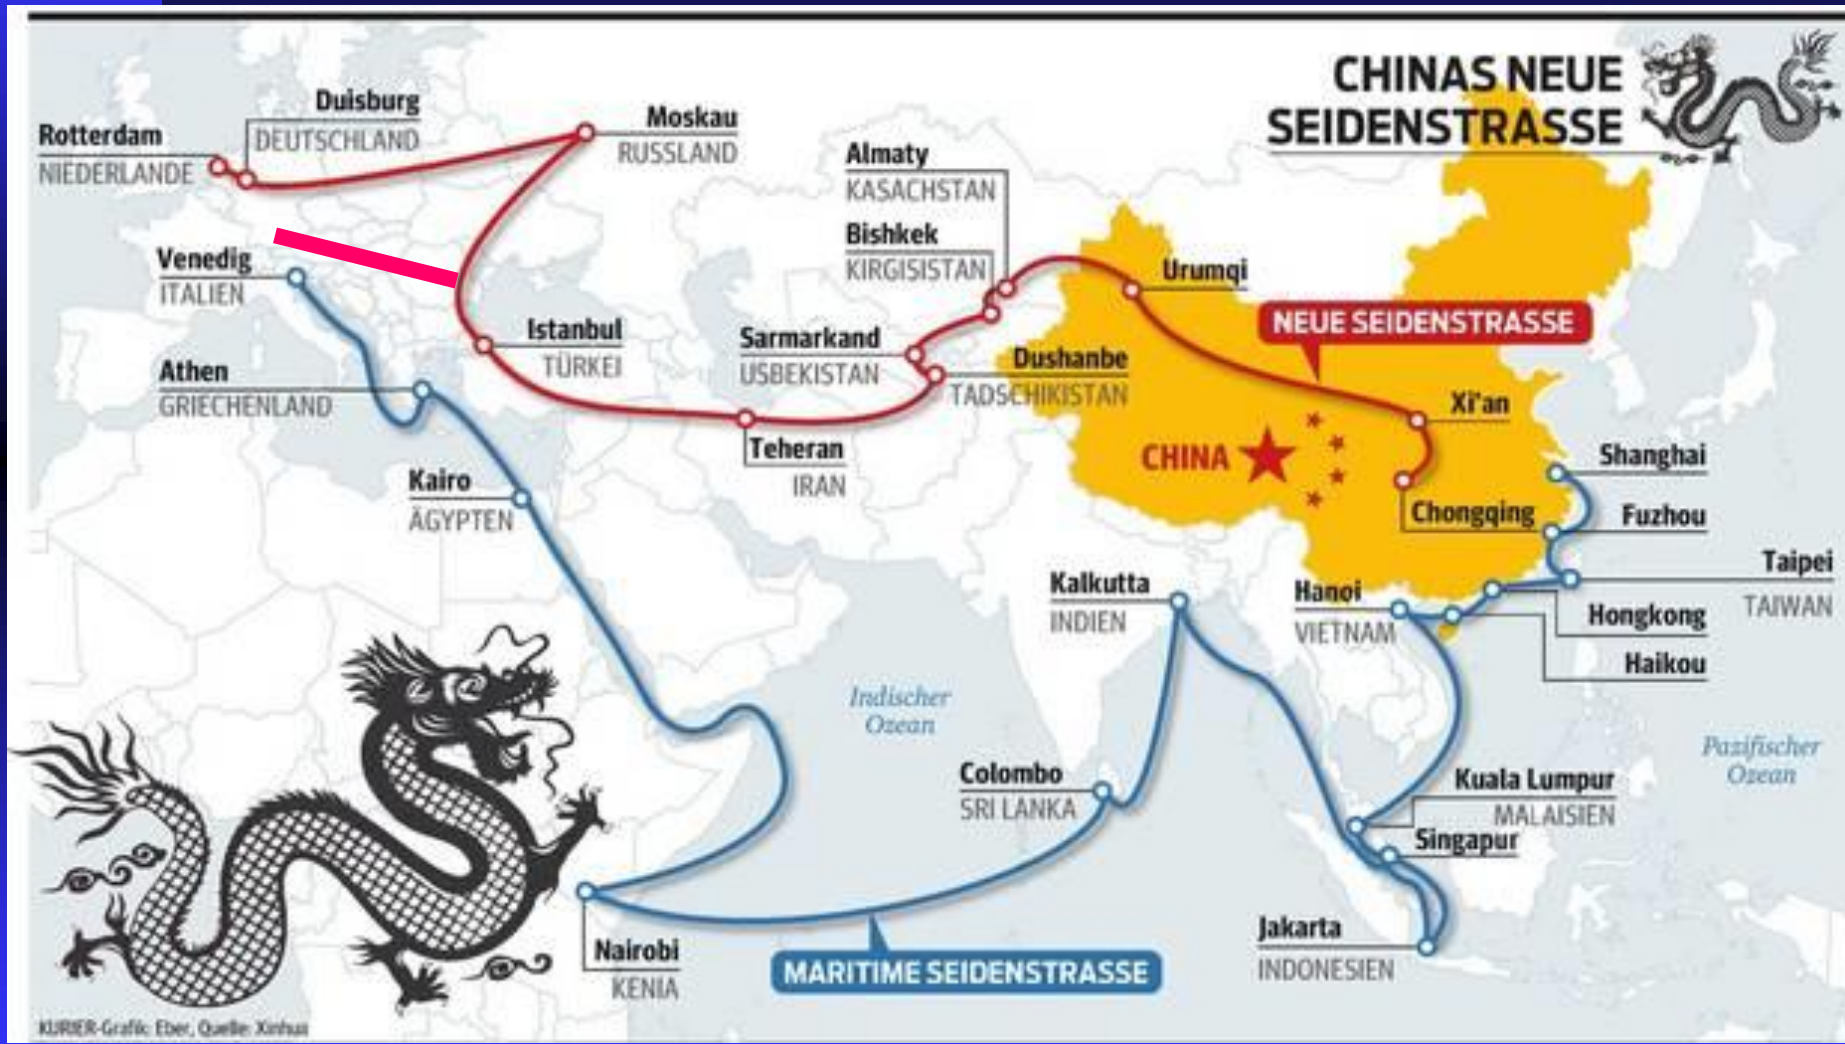 CHINAS NEUE
SEIDENSTRASSE
Duisburg
DEUTSCHLAND
Rotterdam
NIEDERLANDE
Moskau
RUSSLAND
Almaty
KASACHSTAN
Bishkek
KIRGISISTAN
Venedig
ITALIEN
Urumqi
NEUE SEIDENSTRASSE
Istanbul
TÜRKEI
Sarmarkand
USBEKISTAN
Dushanbe
TADSCHIKISTAN
Athen
GRIECHENLAND
Xi'an
Teheran
IRAN
CHINA
Shanghai
Kairo
ÄGYPTEN
Chongqing
Fuzhou
Taipei
TAIWAN
Kalkutta
INDIEN
Hanoi
VIETNAM
Hongkong
Haikou
Indischer
Ozean
Pazifischer
Ozean
Colombo
SRI LANKA
Kuala Lumpur
MALAISIEN
Singapur
Jakarta
INDONESIEN
Nairobi
KENIA
MARITIME SEIDENSTRASSE
KURIER-Grafik: Eber, Quelle: Xinhua